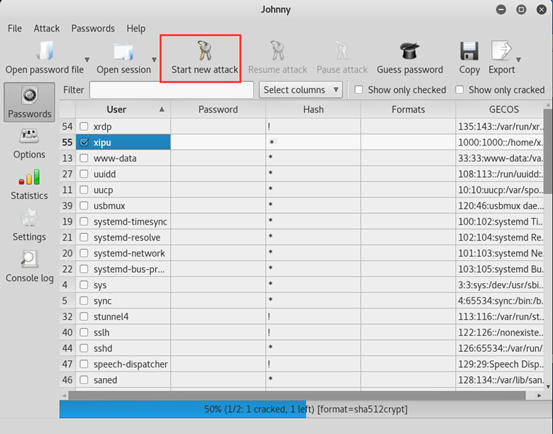 Johnny
File Attack Passwords Help
Open password file Open session Start new attack Resume attack Pause attack Guess password Copy Export
Passwords
Options
Statistics
Settings
Console log
Filter Select columns Show only checked Show only cracked
User Password Hash Formats GECOS
54 xrdp ! 135:143::/var/run/xr...
55 xipu * 1000:1000::/home/x...
13 www-data * 33:33:www-data:/va...
27 uuidd * 108:113::/run/uuidd:...
11 uucp * 10:10:uucp:/var/spo...
39 usbmux * 120:46:usbmux dae...
19 systemd-timesync * 100:102:systemd Ti...
21 systemd-resolve * 102:104:systemd Re...
20 systemd-network * 101:103:systemd Ne...
22 systemd-bus-pr... * 103:105:systemd Bu...
4 sys * 3:3:sys:/dev:/usr/sbi...
5 sync * 4:65534:sync:/bin:/b...
32 stunnel4 ! 113:116::/var/run/st...
40 sslh ! 122:126::/nonexiste...
44 sshd * 126:65534::/var/run/...
47 speech-dispatcher ! 129:29:Speech Disp...
46 saned * 128:134::/var/lib/san...
50% (1/2: 1 cracked, 1 left) [format=sha512crypt]